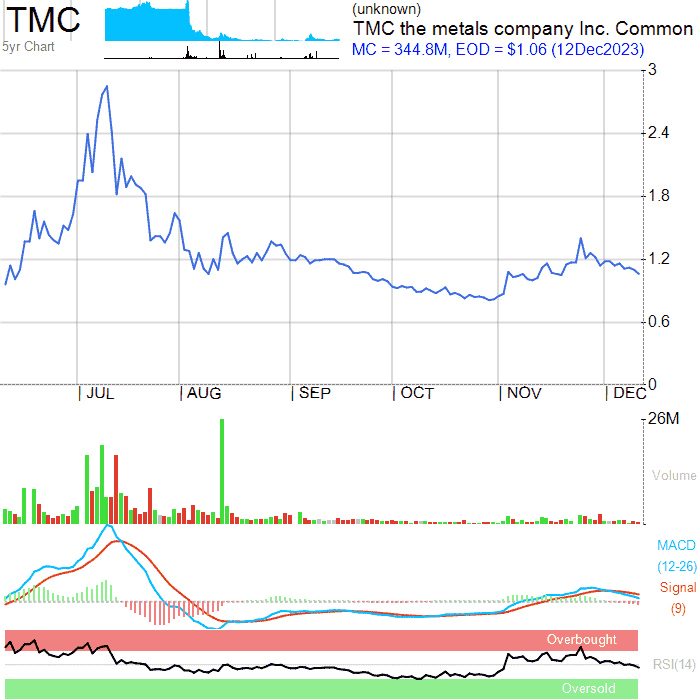 TMC
5yr Chart
(unknown)
TMC the metals company Inc. Common
MC = 344.8M, EOD = $1.06 (12Dec2023)
3
2.4
1.8
1.2
0.6
0
| JUL | AUG | SEP | OCT | NOV | DEC
26M
Volume
MACD
(12-26)
Signal
(9)
Overbought
RSI(14)
Oversold